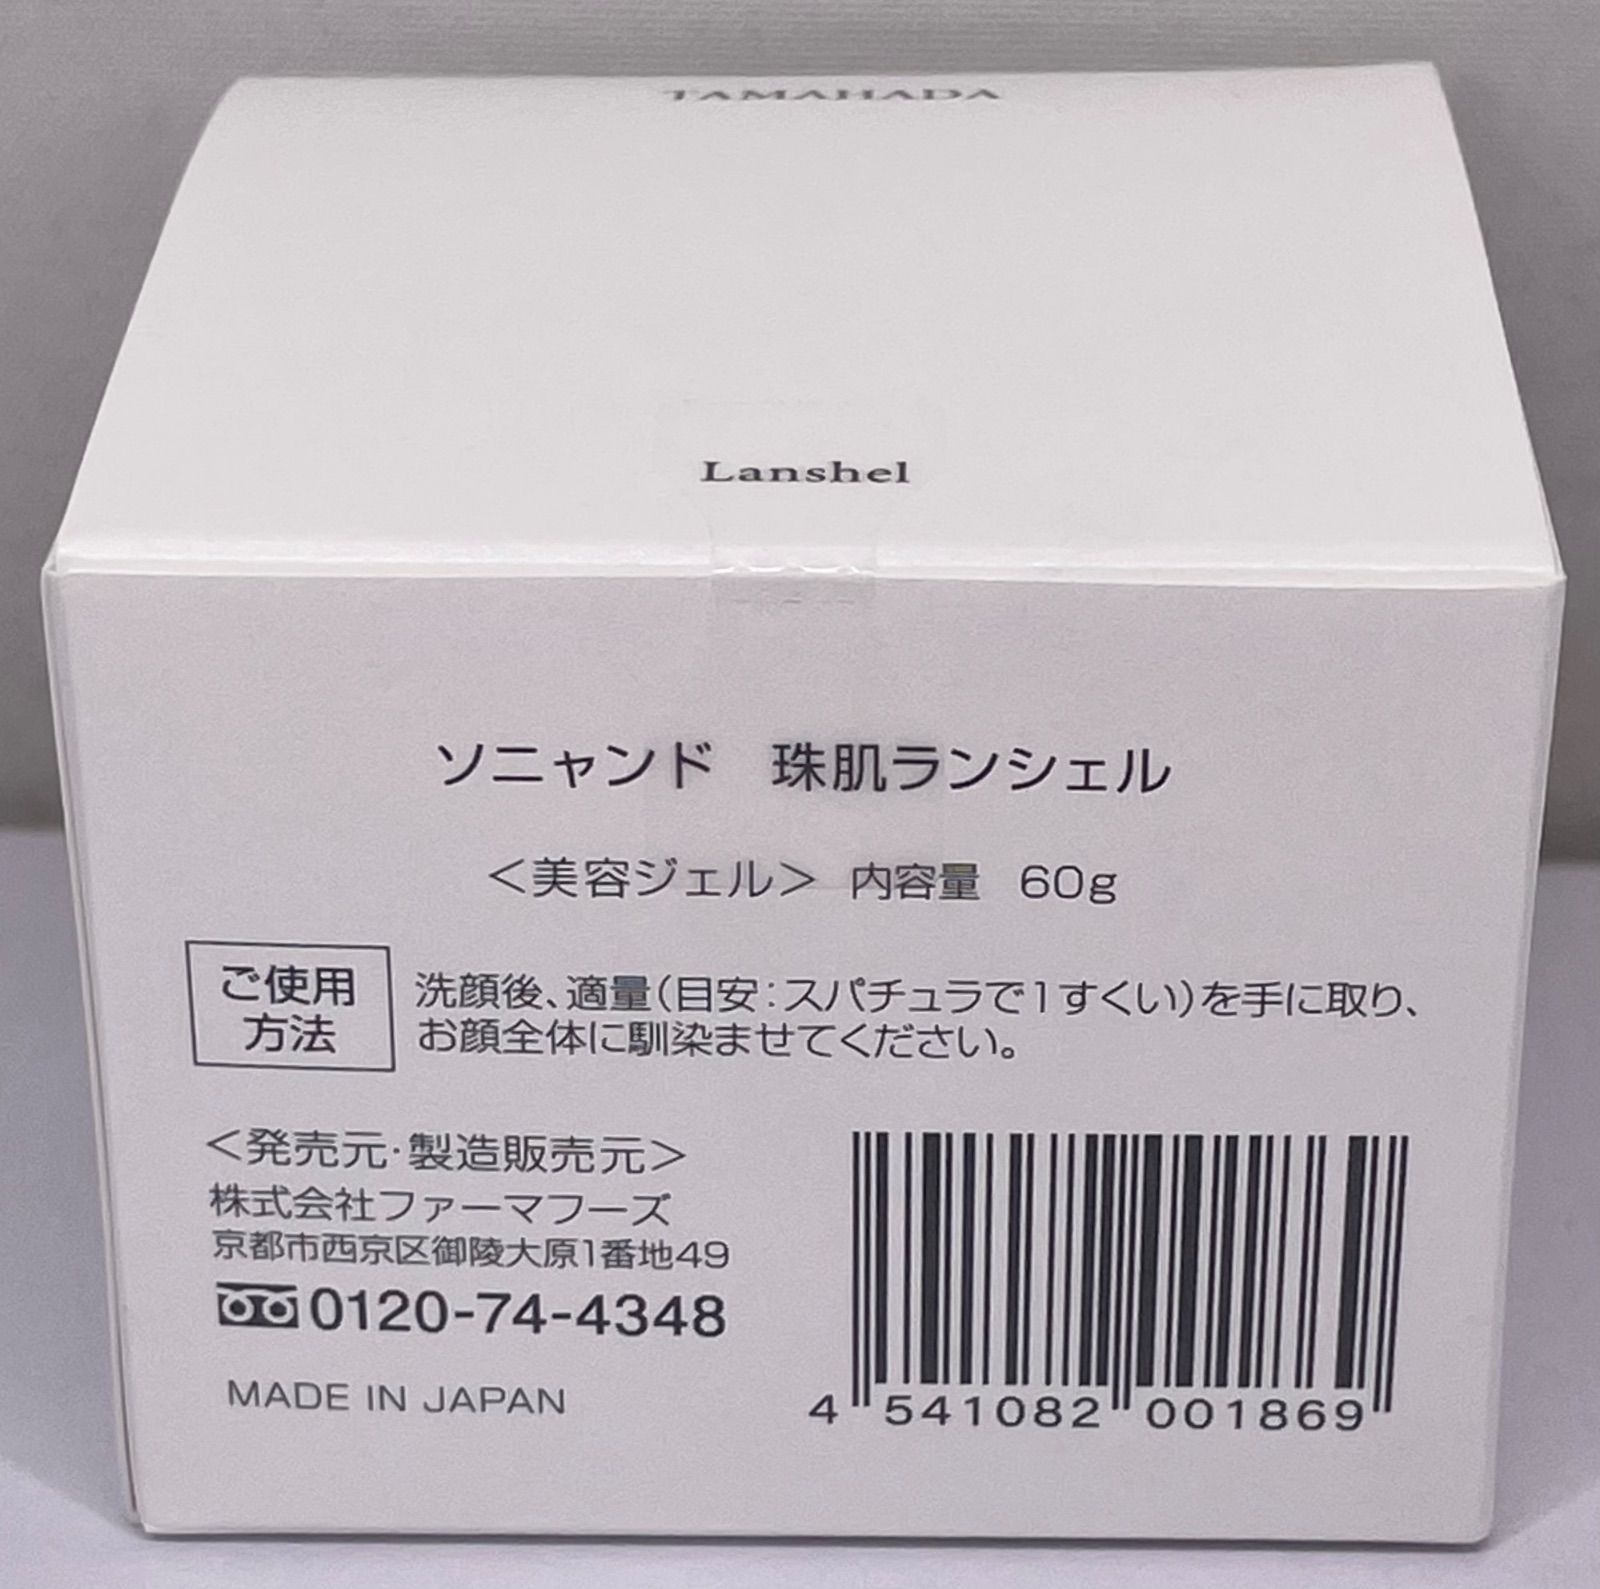 TAMAHADA
Lanshel
ソニャンド 珠肌ランシェル
＜美容ジェル＞ 内容量 60g
ご使用
方法
洗顔後、適量(目安:スパチュラで1すくい)を手に取り、
お顔全体に馴染ませてください。
＜発売元・製造販売元＞
株式会社ファーマフーズ
京都市西京区御陵大原1番地49
0120-74-4348
MADE IN JAPAN
4 541082 001869